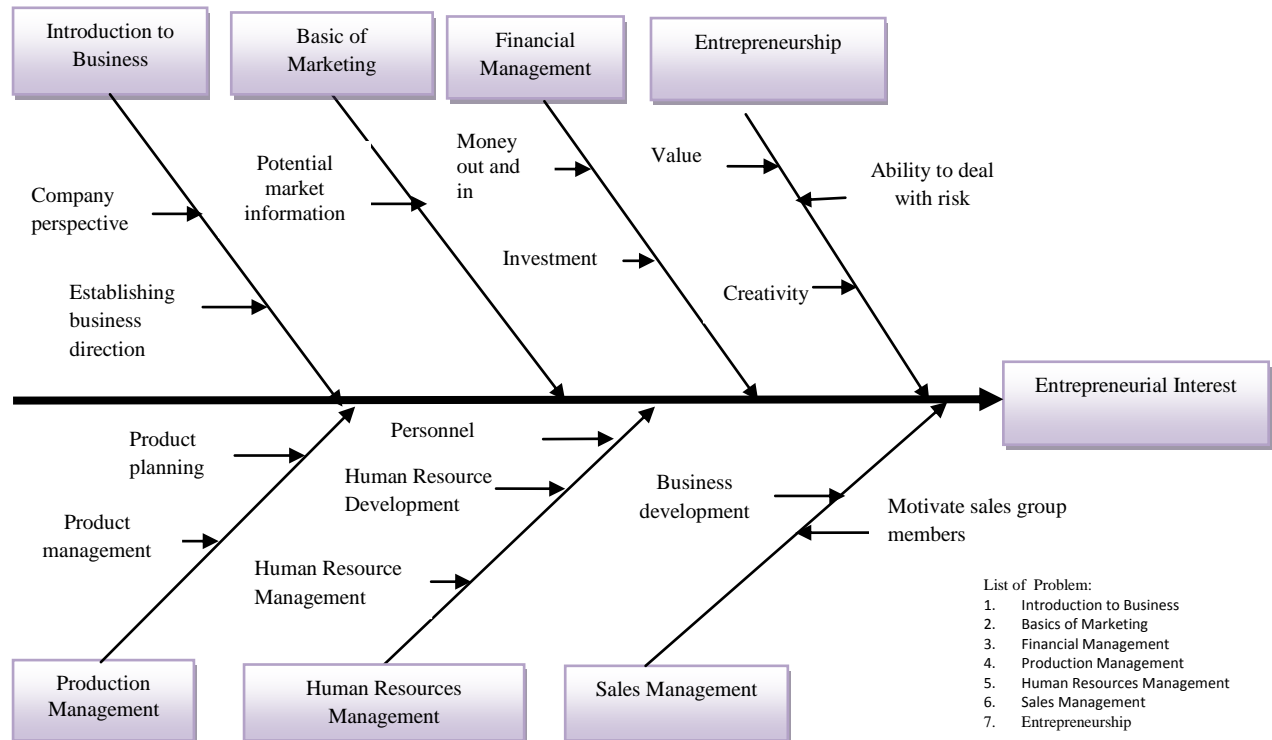 Introduction to
Business
Basic of
Marketing
Financial
Management
Entrepreneurship
Company
perspective
Establishing
business
direction
Potential
market
information
Money
out and
in
Investment
Value
Ability to deal
with risk
Creativity
Entrepreneurial Interest
Product
planning
Product
management
Personnel
Human Resource
Development
Human Resource
Management
Business
development
Motivate sales group
members
Production
Management
Human Resources
Management
Sales Management
List of Problem:
1. Introduction to Business
2. Basics of Marketing
3. Financial Management
4. Production Management
5. Human Resources Management
6. Sales Management
7. Entrepreneurship